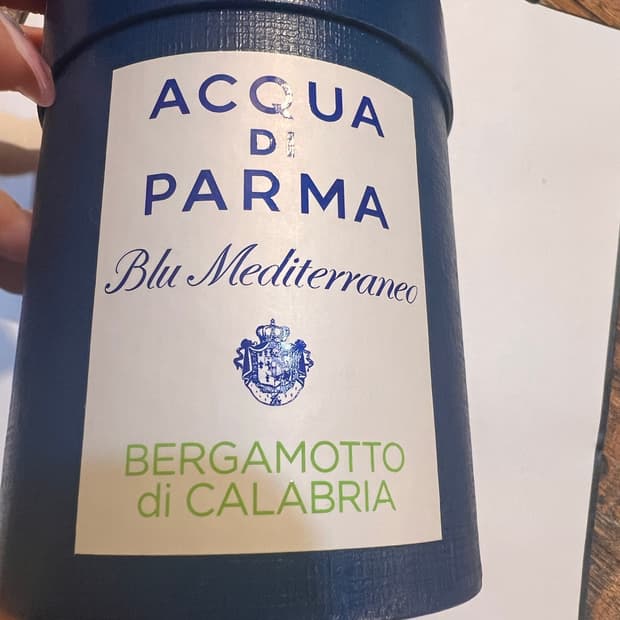 ACQUA
DI
PARMA
Blu Mediterraneo
BERGAMOTTO
di CALABRIA